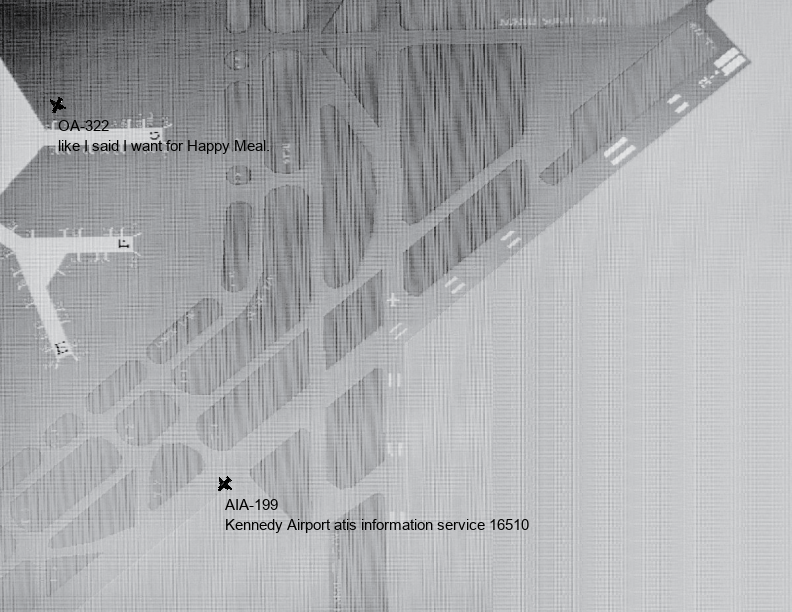 OA-322
like I said I want for Happy Meal.
AIA-199
Kennedy Airport atis information service 16510